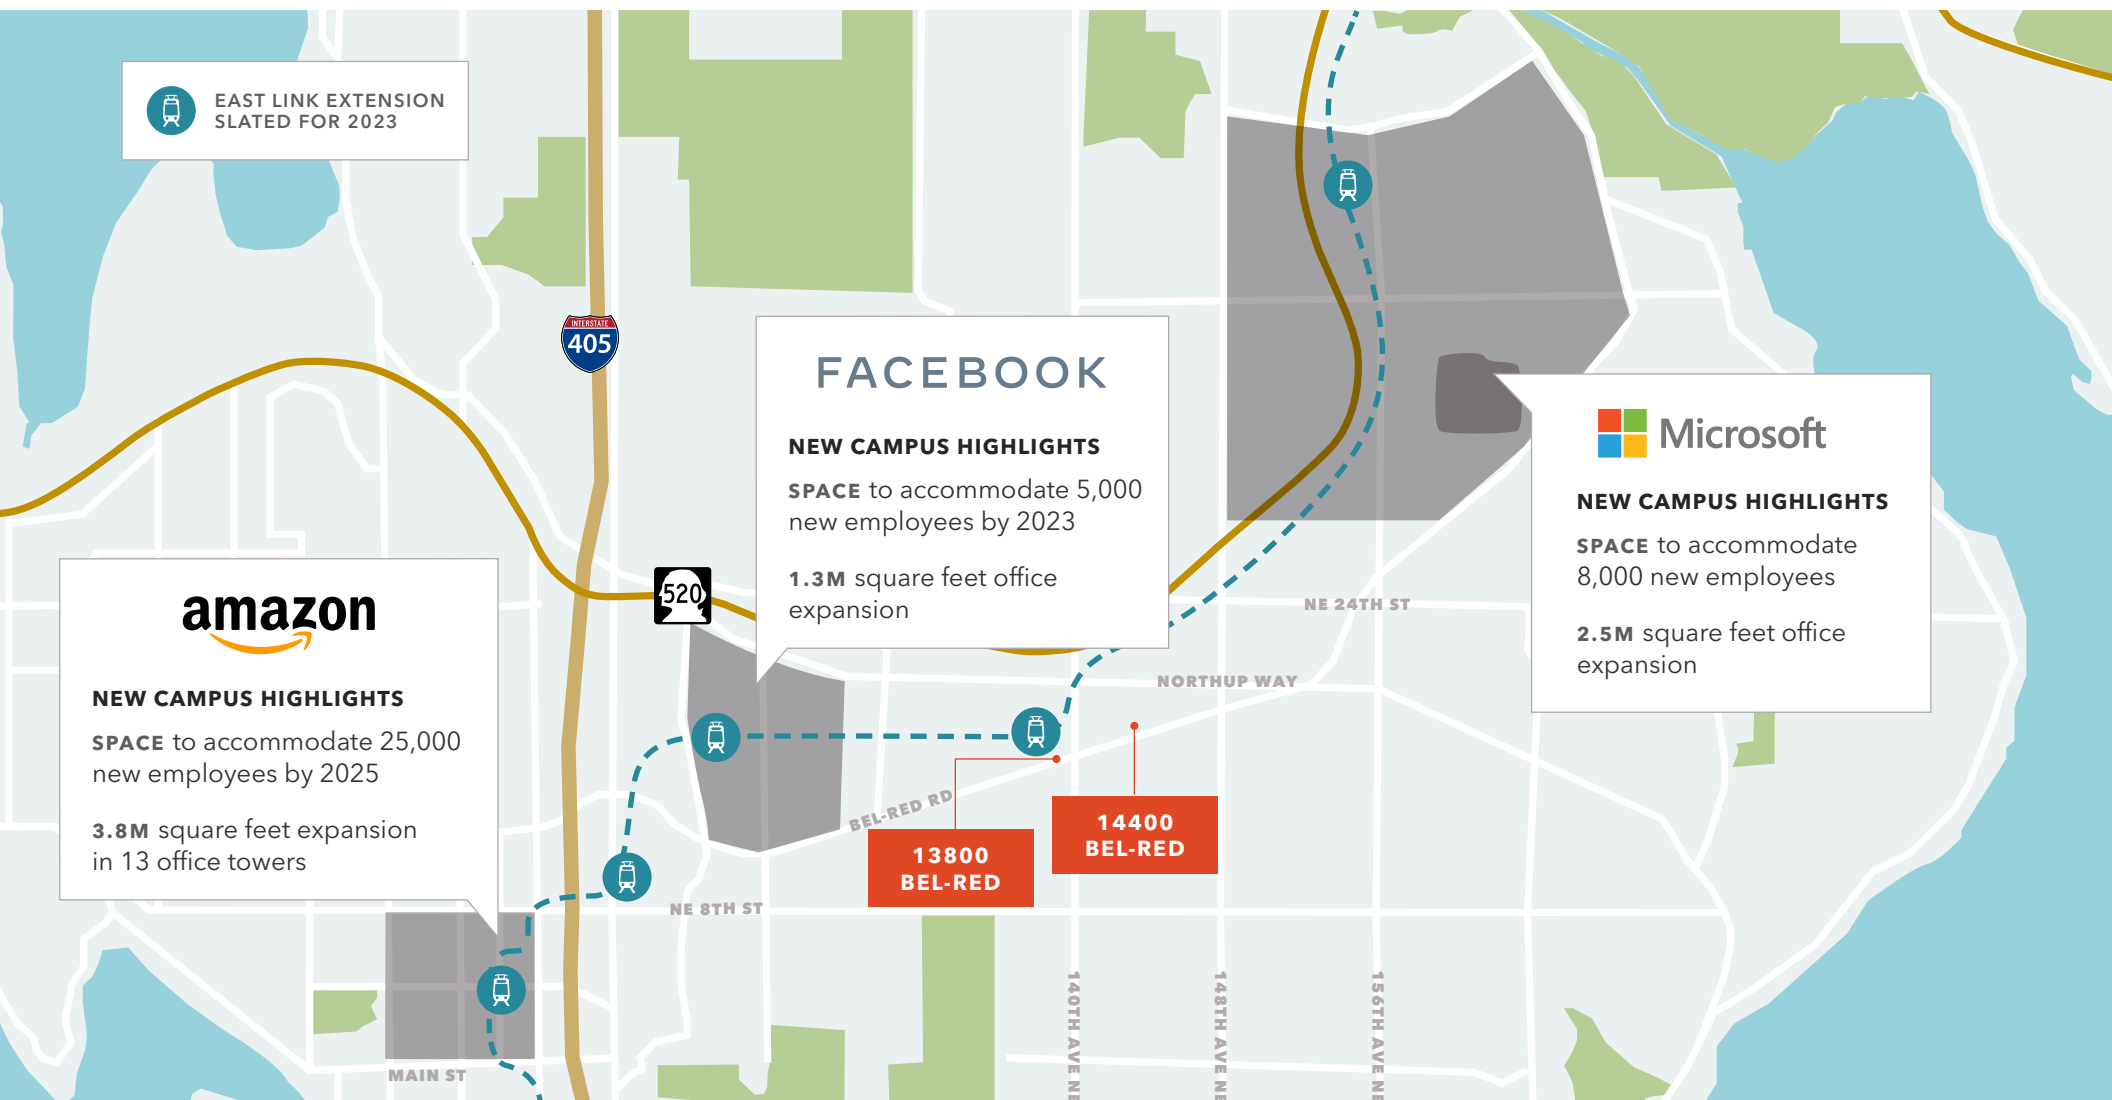 EAST LINK EXTENSION
SLATED FOR 2023
INTERSTATE
405
FACEBOOK
NEW CAMPUS HIGHLIGHTS
SPACE to accommodate 5,000
new employees by 2023
1.3M square feet office
expansion
Microsoft
NEW CAMPUS HIGHLIGHTS
SPACE to accommodate
8,000 new employees
2.5M square feet office
expansion
520
amazon
NEW CAMPUS HIGHLIGHTS
SPACE to accommodate 25,000
new employees by 2025
3.8M square feet expansion
in 13 office towers
NE 24TH ST
NORTHUP WAY
BEL-RED RD
14400
BEL-RED
13800
BEL-RED
NE 8TH ST
MAIN ST
140TH AVE NE
148TH AVE NE
156TH AVE NE